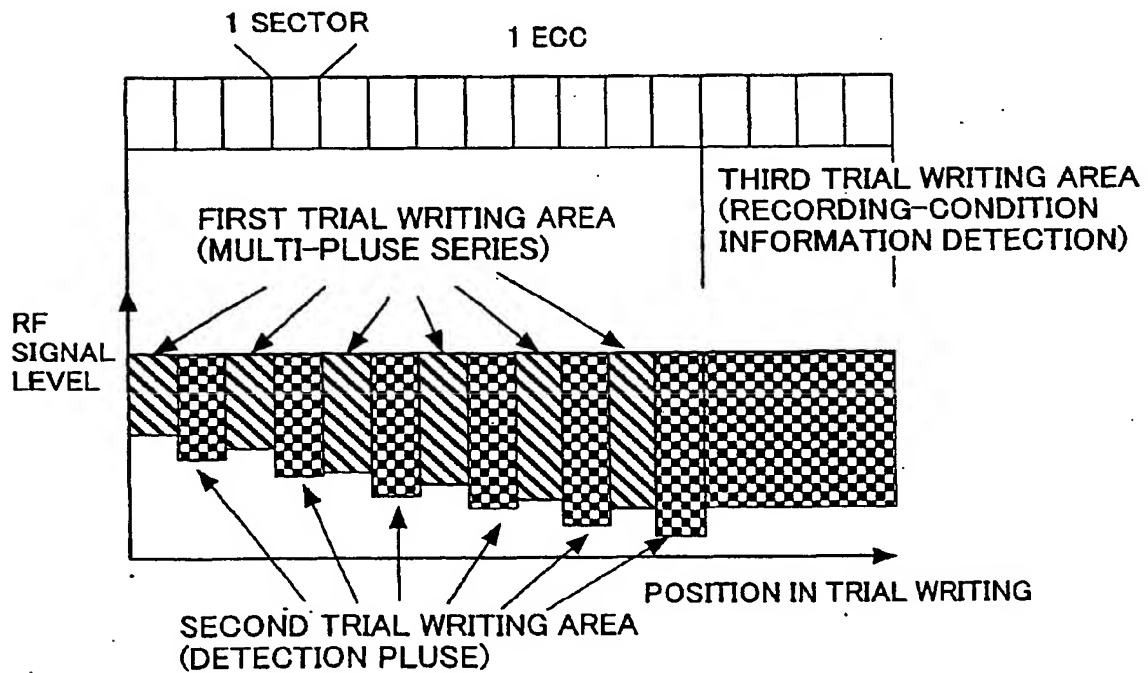 1 SECTOR
1 ECC
THIRD TRIAL WRITING AREA
(RECORDING-CONDITION
INFORMATION DETECTION)
FIRST TRIAL WRITING AREA
(MULTI-PLUSE SERIES)
RF
SIGNAL
LEVEL
POSITION IN TRIAL WRITING
SECOND TRIAL WRITING AREA
(DETECTION PLUSE)